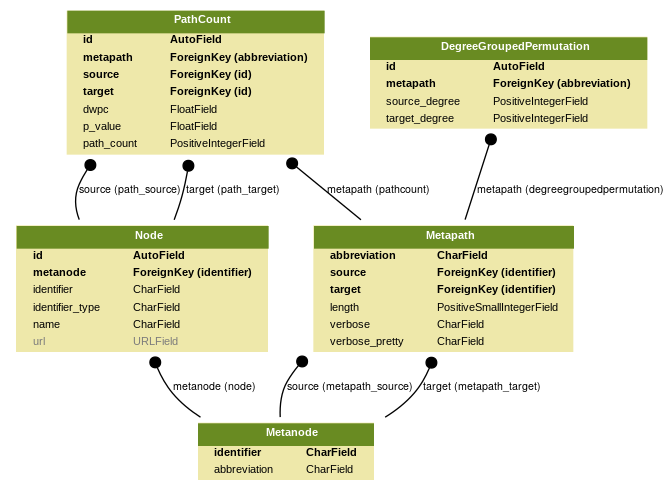 PathCount
id AutoField
metapath ForeignKey (abbreviation)
source ForeignKey (id)
target ForeignKey (id)
dwpc FloatField
p_value FloatField
path_count PositiveIntegerField
DegreeGroupedPermutation
id AutoField
metapath ForeignKey (abbreviation)
source_degree PositiveIntegerField
target_degree PositiveIntegerField
source (path_source) target (path_target) metapath (pathcount) metapath (degreegroupedpermutation)
Node
id AutoField
metanode ForeignKey (identifier)
identifier CharField
identifier_type CharField
name CharField
url URLField
Metapath
abbreviation CharField
source ForeignKey (identifier)
target ForeignKey (identifier)
length PositiveSmallIntegerField
verbose CharField
verbose_pretty CharField
metanode (node) source (metapath_source) target (metapath_target)
Metanode
identifier CharField
abbreviation CharField